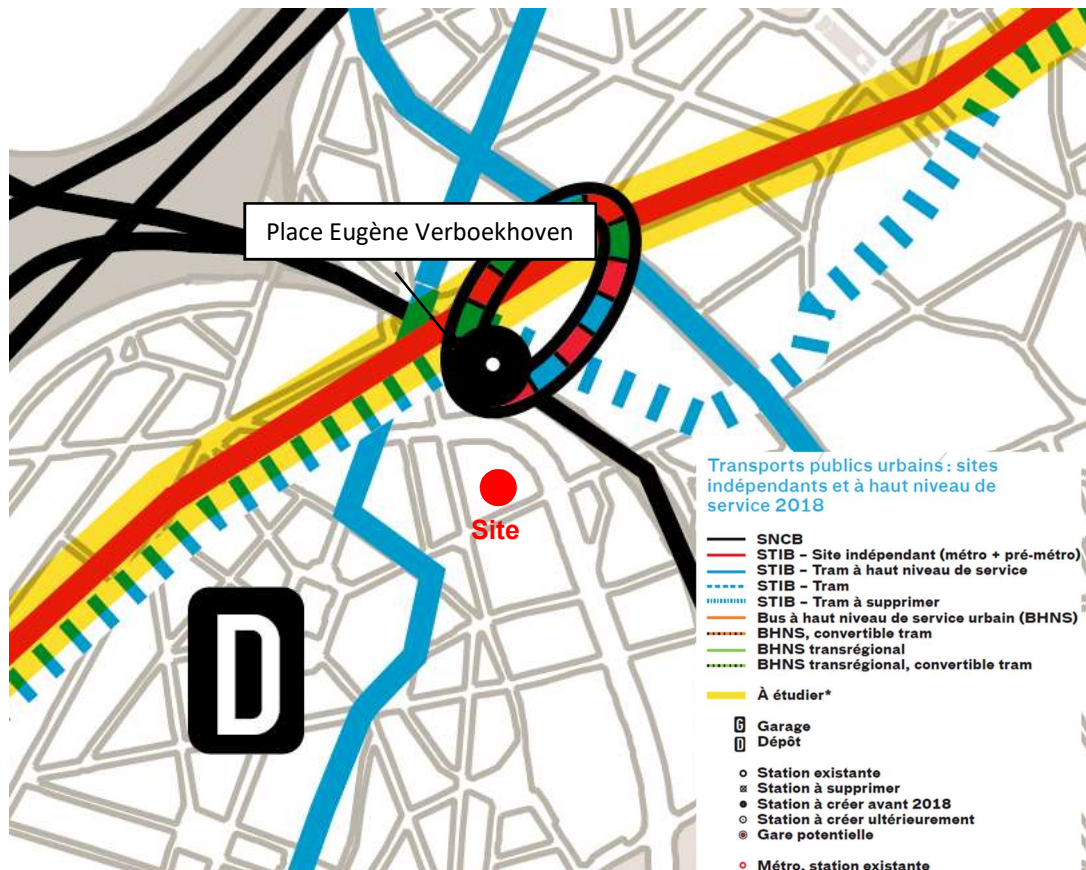 Place Eugène Verboekhoven
Site
D
Transports publics urbains : sites
indépendants et à haut niveau de
service 2018
SNCB
STIB – Site indépendant (métro + pré-métro)
STIB – Tram à haut niveau de service
STIB – Tram
STIB – Tram à supprimer
Bus à haut niveau de service urbain (BHNS)
BHNS, convertible tram
BHNS transrégional
BHNS transrégional, convertible tram
À étudier*
G Garage
D Dépôt
Station existante
Station à supprimer
Station à créer avant 2018
Station à créer ultérieurement
Gare potentielle
Métro, station existante